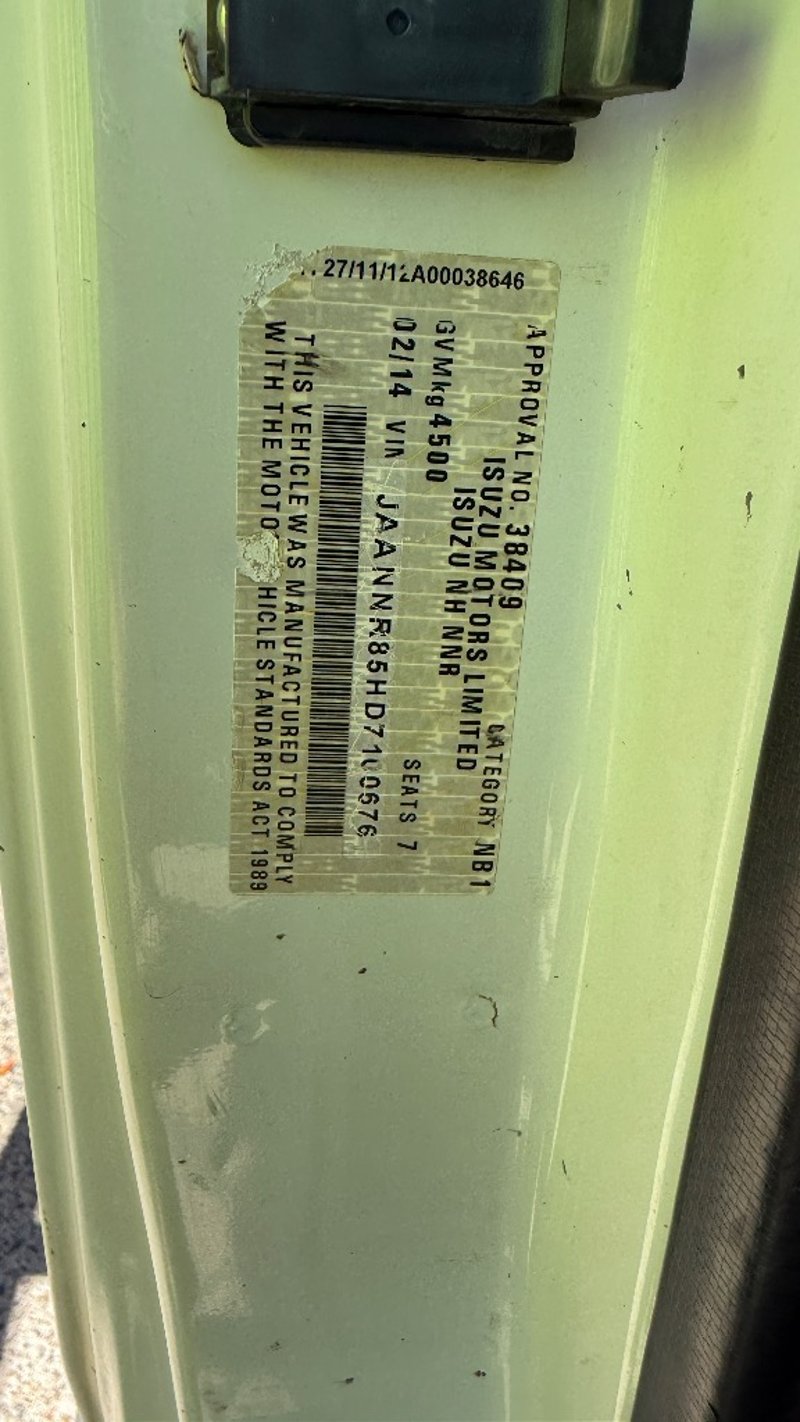 27/11/12A00038646
APPROVAL NO. 38409 CATEGORY NB1
ISUZU MOTORS LIMITED
ISUZU NH NNR
GVMkg 4500 SEATS 7
02/14 VIN JAANNR85HD7100676
THIS VEHICLE WAS MANUFACTURED TO COMPLY
WITH THE MOTO HICLE STANDARDS ACT 1989